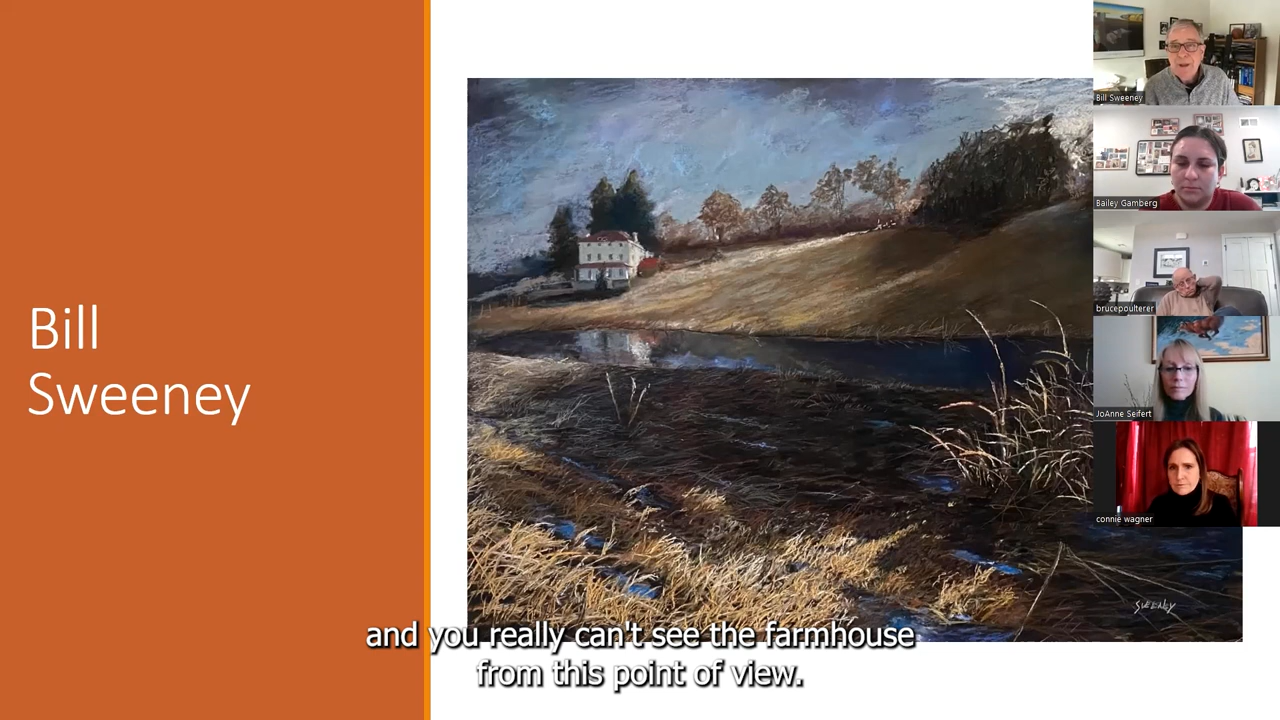 Bill
Sweeney
Bill Sweeney
Bailey Gamberg
brucepoulterer
JoAnne Seifert
connie wagner
SWEENEY
and you really can't see the farmhouse
from this point of view.